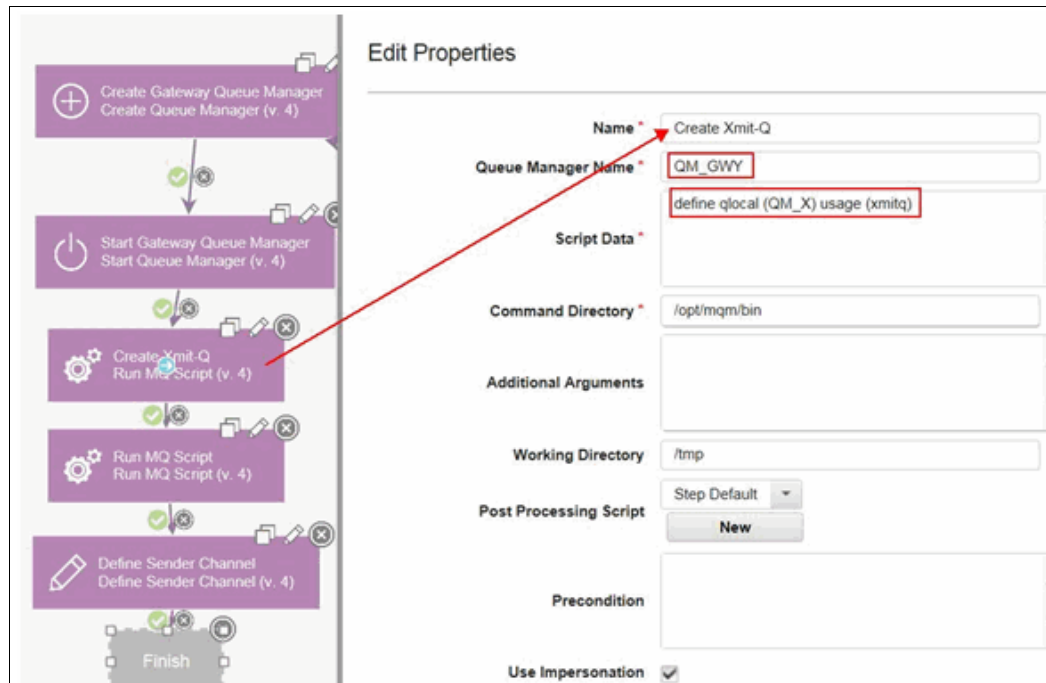 Create Gateway Queue Manager
Create Queue Manager (v. 4)
Start Gateway Queue Manager
Start Queue Manager (v. 4)
Create Xmit-Q
Run MQ Script (v. 4)
Run MQ Script
Run MQ Script (v. 4)
Define Sender Channel
Define Sender Channel (v. 4)
Finish
Edit Properties
Name * Create Xmit-Q
Queue Manager Name * QM_GWY
Script Data * define qlocal (QM_X) usage (xmitq)
Command Directory * /opt/mqm/bin
Additional Arguments
Working Directory /tmp
Post Processing Script Step Default
New
Precondition
Use Impersonation